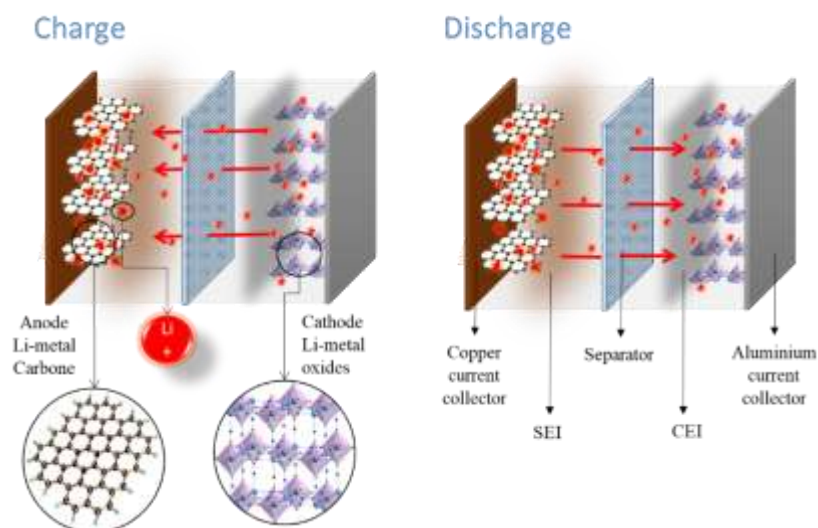 Charge
Discharge
Anode
Li-metal
Carbone
Li
+
Cathode
Li-metal
oxides
Copper
current
collector
Separator
Aluminium
current
collector
SEI
CEI